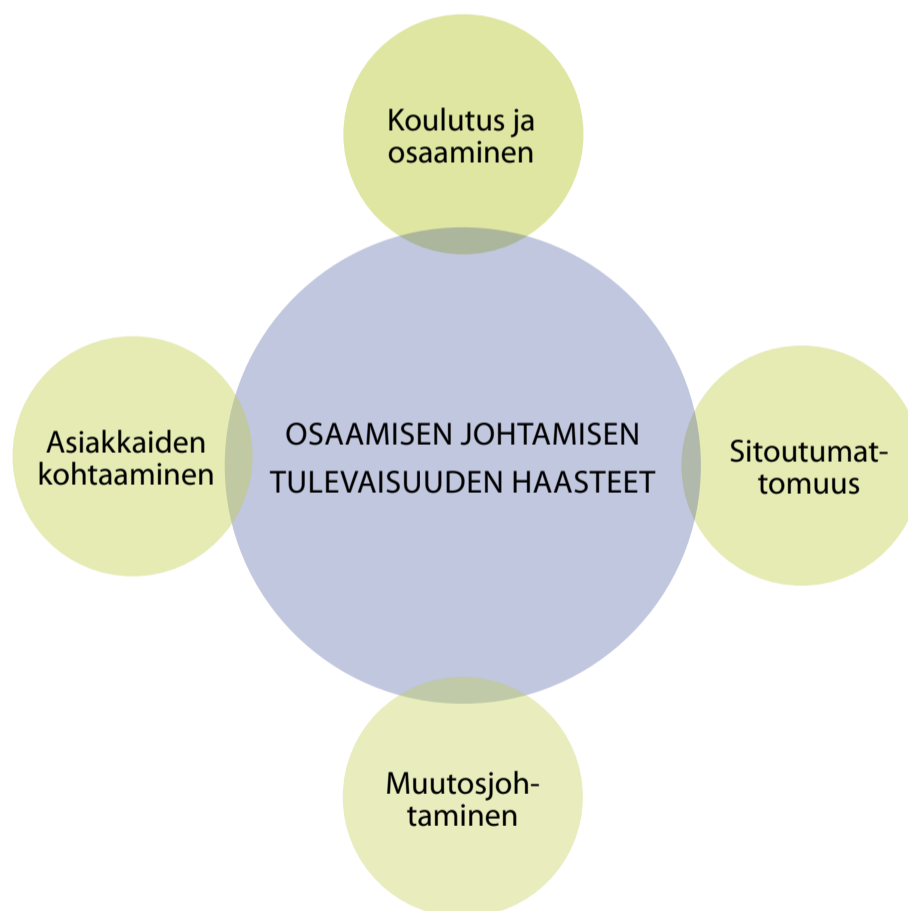 Koulutus ja
osaaminen
Asiakkaiden
kohtaaminen
OSAAMISEN JOHTAMISEN
TULEVAISUUDEN HAASTEET
Sitoutumat-
tomuus
Muutosjoh-
taminen